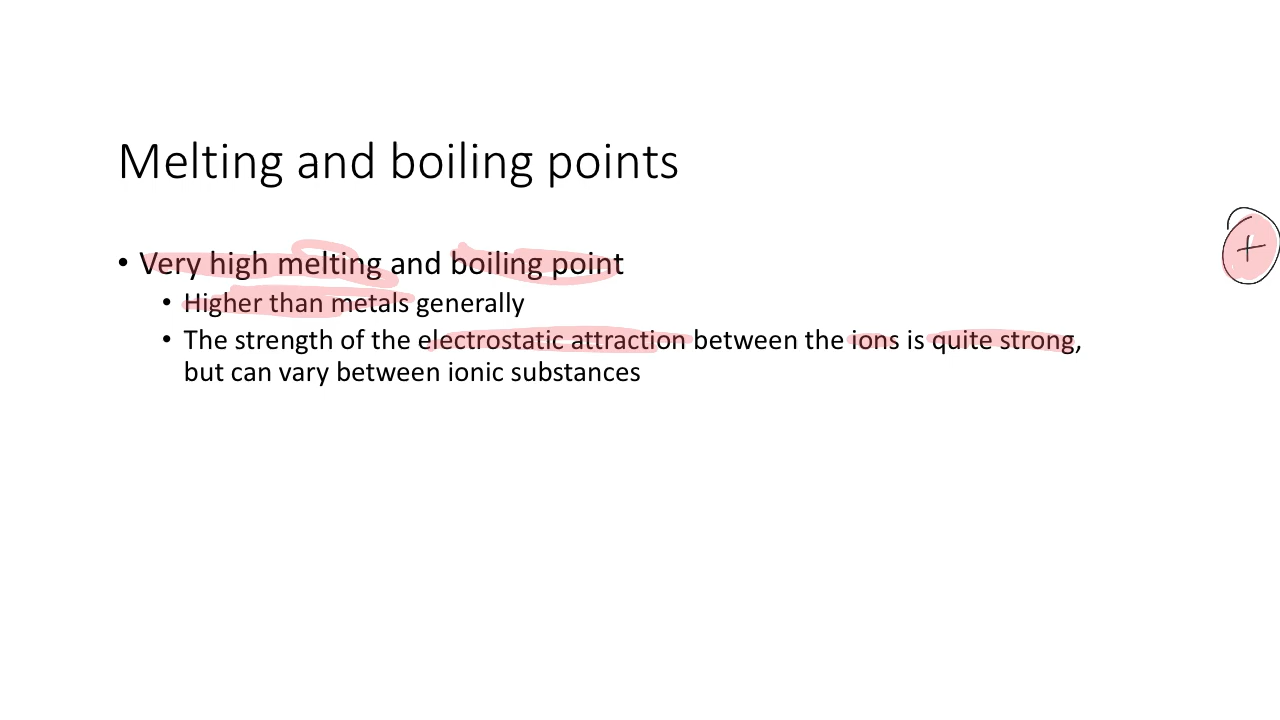 Melting and boiling points
• Very high melting and boiling point
• Higher than metals generally
• The strength of the electrostatic attraction between the ions is quite strong,
but can vary between ionic substances
+